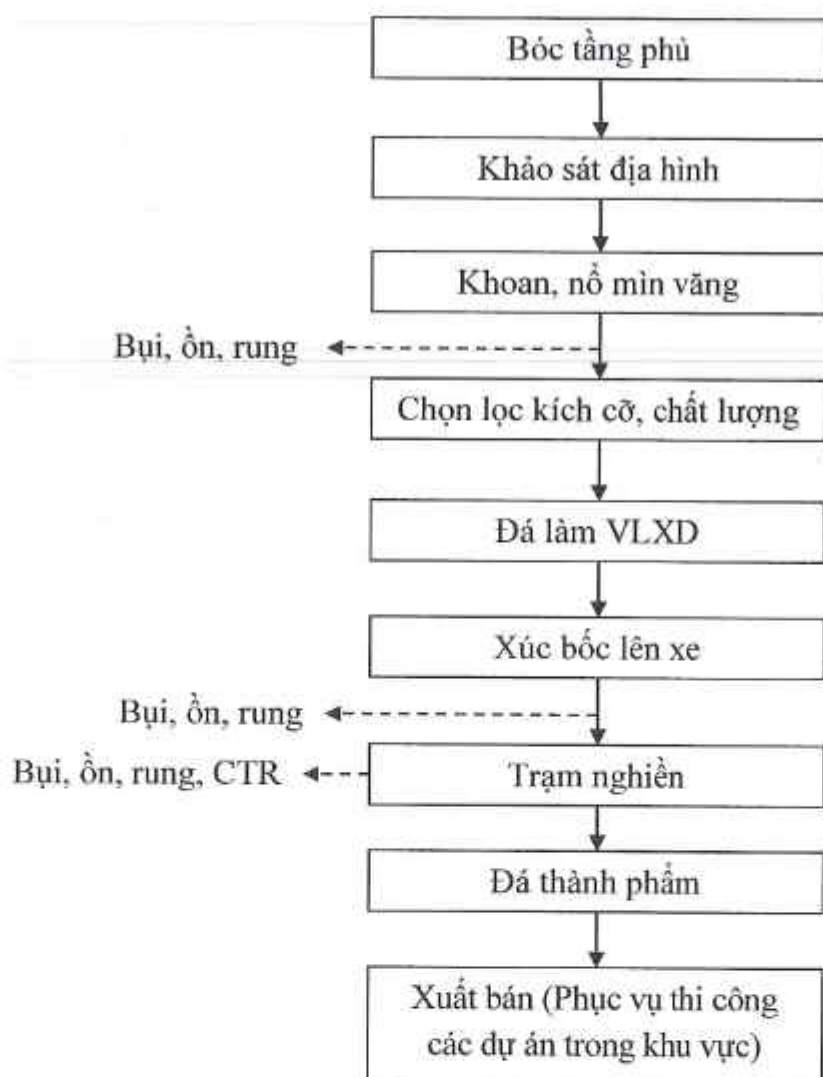 Bóc tầng phủ
Khảo sát địa hình
Khoan, nổ mìn văng
Bụi, ồn, rung
Chọn lọc kích cỡ, chất lượng
Đá làm VLXD
Xúc bốc lên xe
Bụi, ồn, rung
Bụi, ồn, rung, CTR
Trạm nghiền
Đá thành phẩm
Xuất bán (Phục vụ thi công
các dự án trong khu vực)